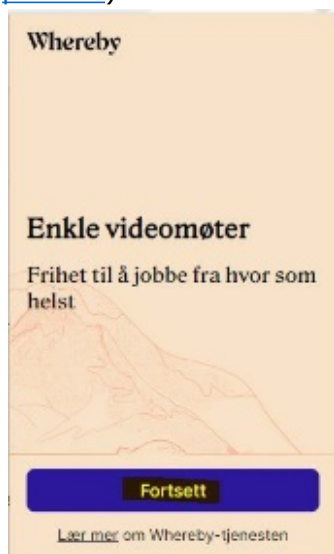 Whereby
Enkle videomøter
Frihet til å jobbe fra hvor som
helst
Fortsett
Lær mer om Whereby-tjenesten